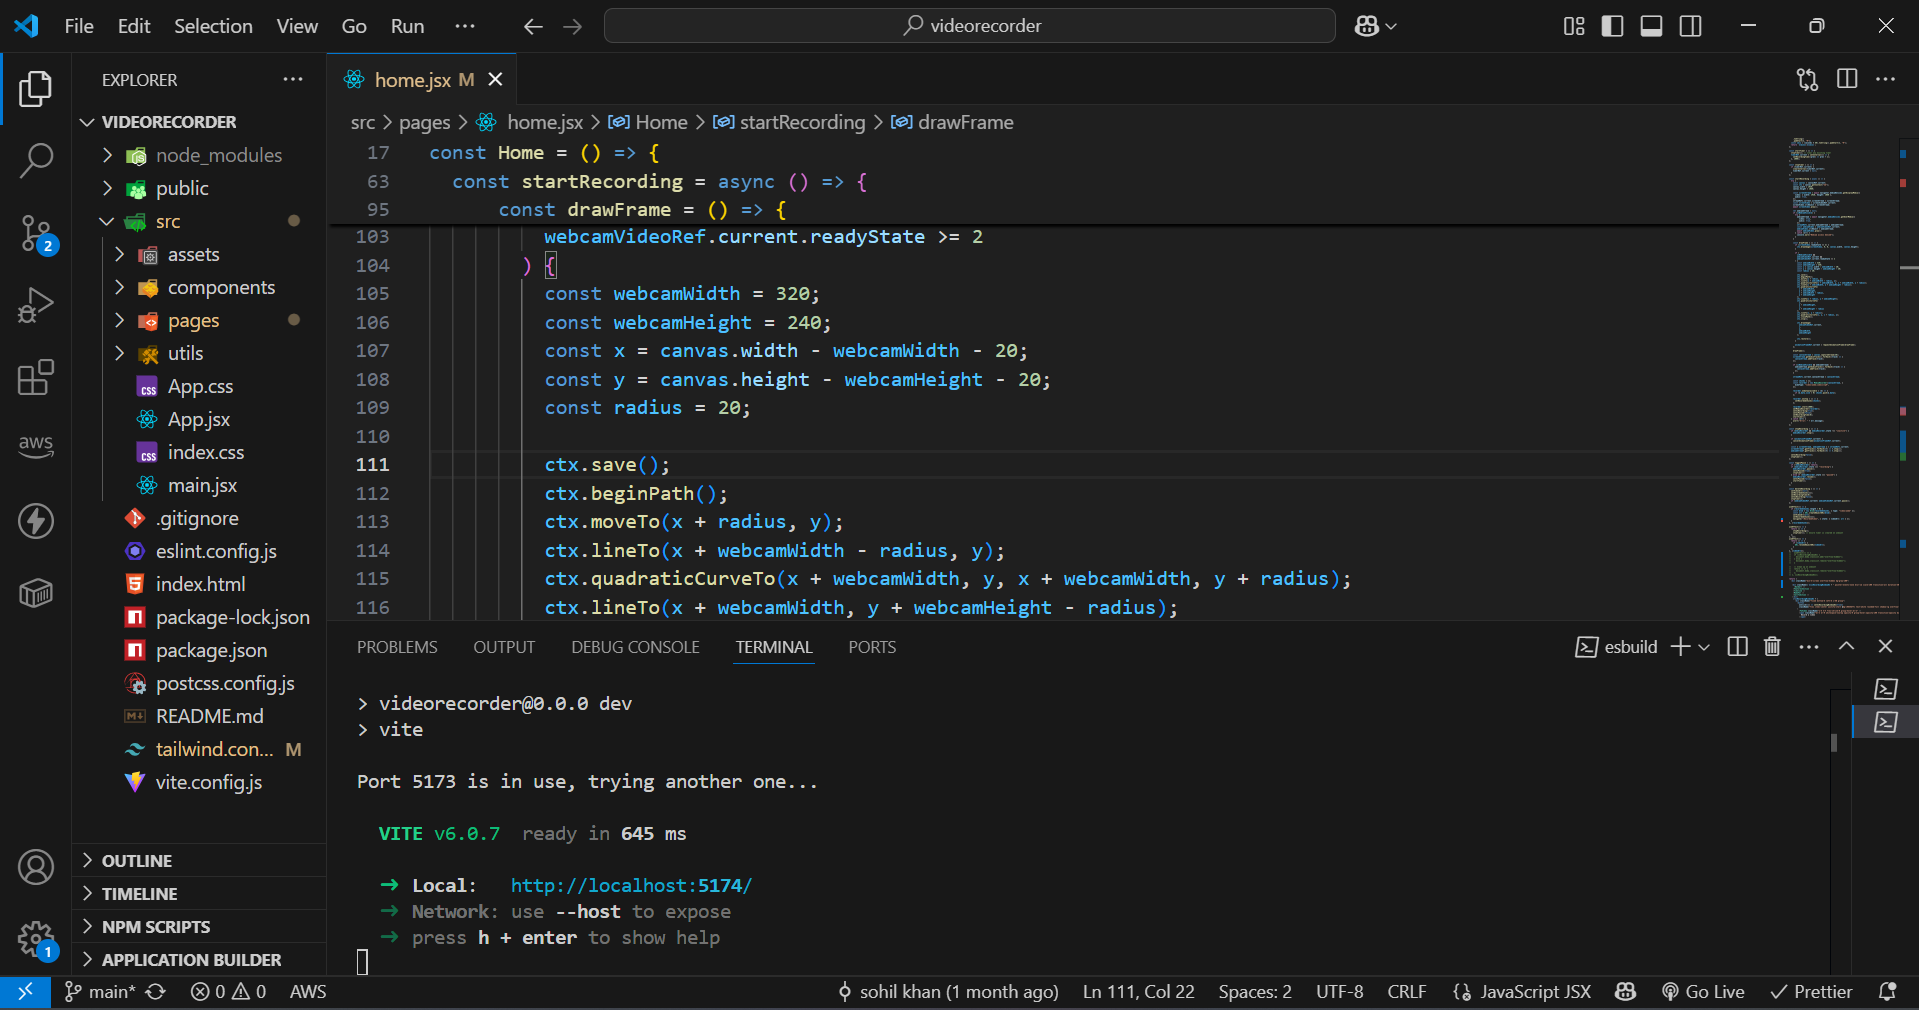 File Edit Selection View Go Run ···
videorecorder
EXPLORER
VIDEORECORDER
node_modules
public
src
assets
components
pages
utils
App.css
App.jsx
index.css
main.jsx
.gitignore
eslint.config.js
index.html
package-lock.json
package.json
postcss.config.js
README.md
tailwind.con... M
vite.config.js
OUTLINE
TIMELINE
NPM SCRIPTS
APPLICATION BUILDER
aws
2
1
home.jsx M
src > pages > home.jsx > Home > startRecording > drawFrame
17 const Home = () => {
63 const startRecording = async () => {
95 const drawFrame = () => {
103 webcamVideoRef.current.readyState >= 2
104 ) {
105 const webcamWidth = 320;
106 const webcamHeight = 240;
107 const x = canvas.width - webcamWidth - 20;
108 const y = canvas.height - webcamHeight - 20;
109 const radius = 20;
110
111 ctx.save();
112 ctx.beginPath();
113 ctx.moveTo(x + radius, y);
114 ctx.lineTo(x + webcamWidth - radius, y);
115 ctx.quadraticCurveTo(x + webcamWidth, y, x + webcamWidth, y + radius);
116 ctx.lineTo(x + webcamWidth, y + webcamHeight - radius);
PROBLEMS OUTPUT DEBUG CONSOLE TERMINAL PORTS
esbuild
> videorecorder@0.0.0 dev
> vite
Port 5173 is in use, trying another one...
VITE v6.0.7 ready in 645 ms
➜ Local: http://localhost:5174/
➜ Network: use --host to expose
➜ press h + enter to show help
main* 0 0 AWS
sohil khan (1 month ago) Ln 111, Col 22 Spaces: 2 UTF-8 CRLF JavaScript JSX Go Live Prettier